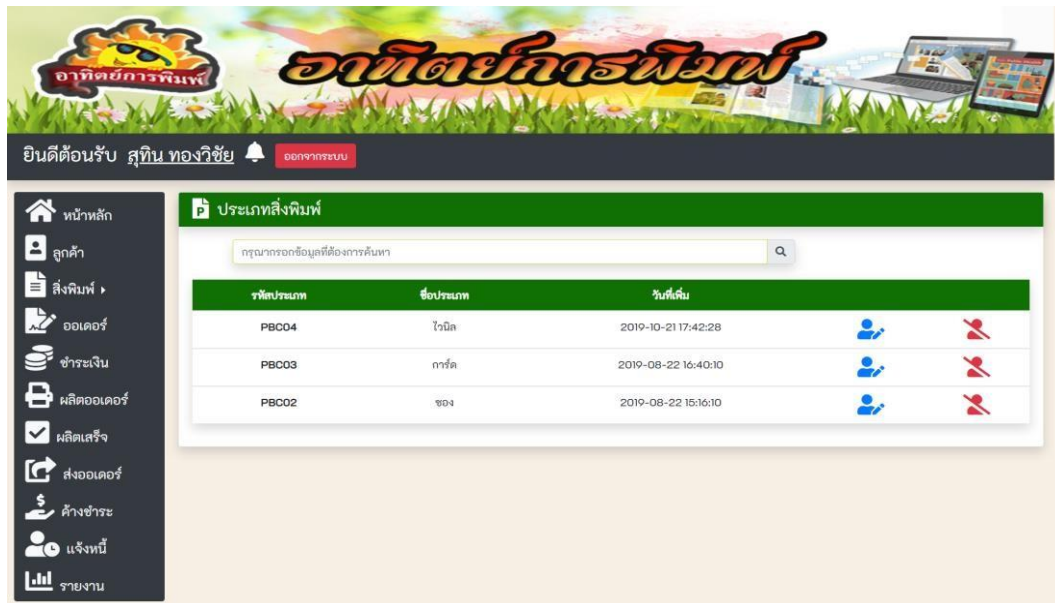 อาทิตย์การพิมพ์
อาทิตย์การพิมพ์
ยินดีต้อนรับ สุทิน ทองวิชัย ออกจากระบบ
หน้าหลัก
ลูกค้า
สิ่งพิมพ์
ออเดอร์
ชำระเงิน
ผลิตออเดอร์
ผลิตเสร็จ
ส่งออเดอร์
ค้างชำระ
แจ้งหนี้
รายงาน
ประเภทสิ่งพิมพ์
กรุณากรอกข้อมูลที่ต้องการค้นหา
รหัสประเภท ชื่อประเภท วันที่เพิ่ม
PBC04 ไวนิล 2019-10-21 17:42:28
PBC03 การ์ด 2019-08-22 16:40:10
PBC02 ซอง 2019-08-22 15:16:10